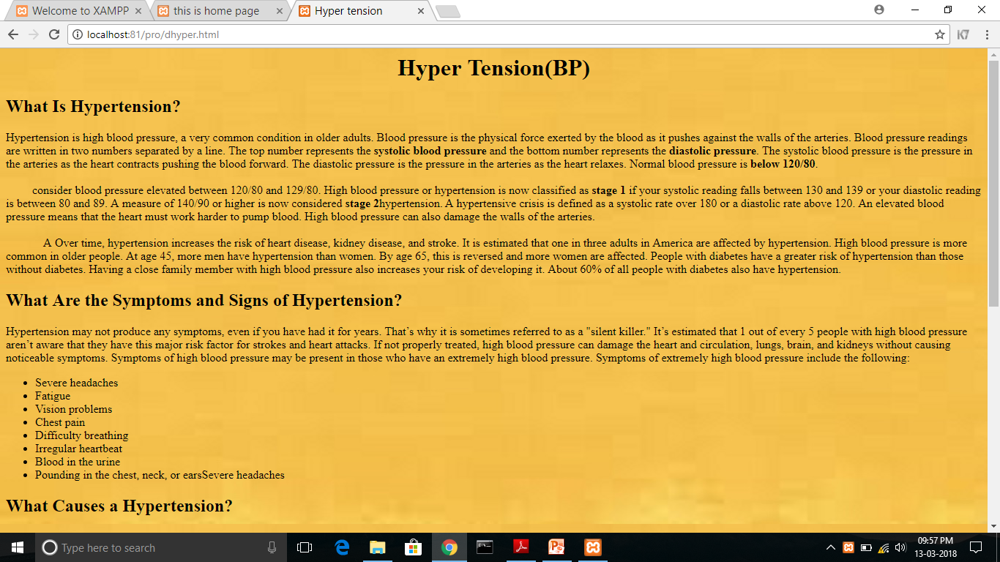 Welcome to XAMPP
this is home page
Hyper tension
localhost:81/pro/dhyper.html
K7
Hyper Tension(BP)
What Is Hypertension?
Hypertension is high blood pressure, a very common condition in older adults. Blood pressure is the physical force exerted by the blood as it pushes against the walls of the arteries. Blood pressure readings
are written in two numbers separated by a line. The top number represents the systolic blood pressure and the bottom number represents the diastolic pressure. The systolic blood pressure is the pressure in
the arteries as the heart contracts pushing the blood forward. The diastolic pressure is the pressure in the arteries as the heart relaxes. Normal blood pressure is below 120/80.
consider blood pressure elevated between 120/80 and 129/80. High blood pressure or hypertension is now classified as stage 1 if your systolic reading falls between 130 and 139 or your diastolic reading
is between 80 and 89. A measure of 140/90 or higher is now considered stage 2hypertension. A hypertensive crisis is defined as a systolic rate over 180 or a diastolic rate above 120. An elevated blood
pressure means that the heart must work harder to pump blood. High blood pressure can also damage the walls of the arteries.
A Over time, hypertension increases the risk of heart disease, kidney disease, and stroke. It is estimated that one in three adults in America are affected by hypertension. High blood pressure is more
common in older people. At age 45, more men have hypertension than women. By age 65, this is reversed and more women are affected. People with diabetes have a greater risk of hypertension than those
without diabetes. Having a close family member with high blood pressure also increases your risk of developing it. About 60% of all people with diabetes also have hypertension.
What Are the Symptoms and Signs of Hypertension?
Hypertension may not produce any symptoms, even if you have had it for years. That’s why it is sometimes referred to as a "silent killer." It’s estimated that 1 out of every 5 people with high blood pressure
aren’t aware that they have this major risk factor for strokes and heart attacks. If not properly treated, high blood pressure can damage the heart and circulation, lungs, brain, and kidneys without causing
noticeable symptoms. Symptoms of high blood pressure may be present in those who have an extremely high blood pressure. Symptoms of extremely high blood pressure include the following:
• Severe headaches
• Fatigue
• Vision problems
• Chest pain
• Difficulty breathing
• Irregular heartbeat
• Blood in the urine
• Pounding in the chest, neck, or earsSevere headaches
What Causes a Hypertension?
Type here to search
09:57 PM
13-03-2018